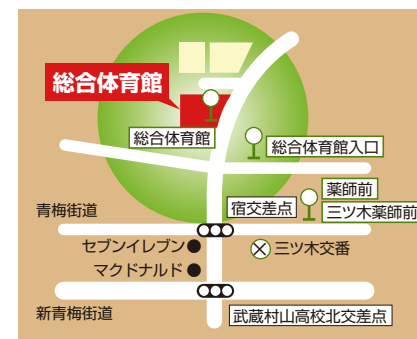 総合体育館
総合体育館
総合体育館入口
薬師前
青梅街道
宿交差点
三ツ木薬師前
セブンイレブン
三ツ木交番
マクドナルド
新青梅街道
武蔵村山高校北交差点